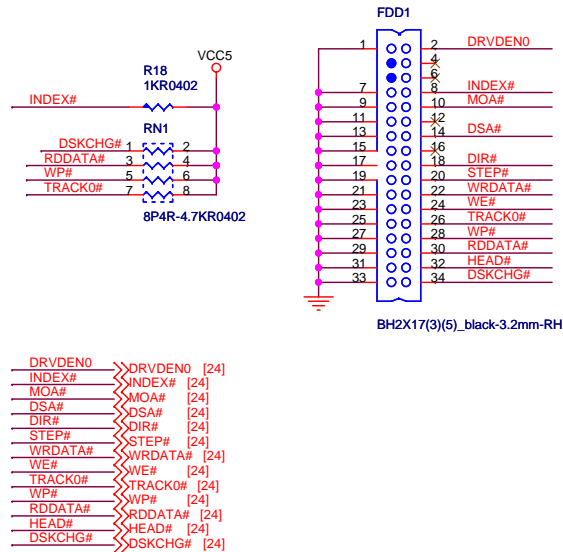 FDD1
VCC5
R18
1KR0402
INDEX#
RN1
DSKCHG# 1 2
RDDATA# 3 4
WP# 5 6
TRACK0# 7 8
8P4R-4.7KR0402
1 2 DRVDEN0
4
6
7 8 INDEX#
9 10 MOA#
11 12
13 14 DSA#
15 16
17 18 DIR#
19 20 STEP#
21 22 WRDATA#
23 24 WE#
25 26 TRACK0#
27 28 WP#
29 30 RDDATA#
31 32 HEAD#
33 34 DSKCHG#
BH2X17(3)(5)_black-3.2mm-RH
DRVDEN0 DRVDEN0 [24]
INDEX# INDEX# [24]
MOA# MOA# [24]
DSA# DSA# [24]
DIR# DIR# [24]
STEP# STEP# [24]
WRDATA# WRDATA# [24]
WE# WE# [24]
TRACK0# TRACK0# [24]
WP# WP# [24]
RDDATA# RDDATA# [24]
HEAD# HEAD# [24]
DSKCHG# DSKCHG# [24]